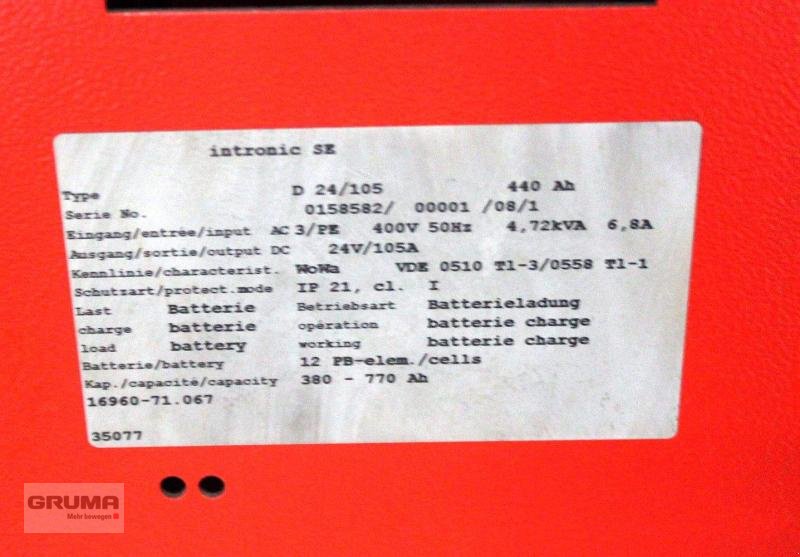 intronic SE
Type D 24/105 440 Ah
Serie No. 0158582/ 00001 /08/1
Eingang/entrée/input AC 3/PE 400V 50Hz 4,72kVA 6,8A
Ausgang/sortie/output DC 24V/105A
Kennlinie/characterist. WoWa VDE 0510 Tl-3/0558 Tl-1
Schutzart/protect.mode IP 21, cl. I
Last Batterie Betriebsart Batterieladung
charge batterie opération batterie charge
load battery working batterie charge
Batterie/battery 12 PB-elem./cells
Kap./capacité/capacity 380 - 770 Ah
16960-71.067
35077
GRUMA
Mehr bewegen